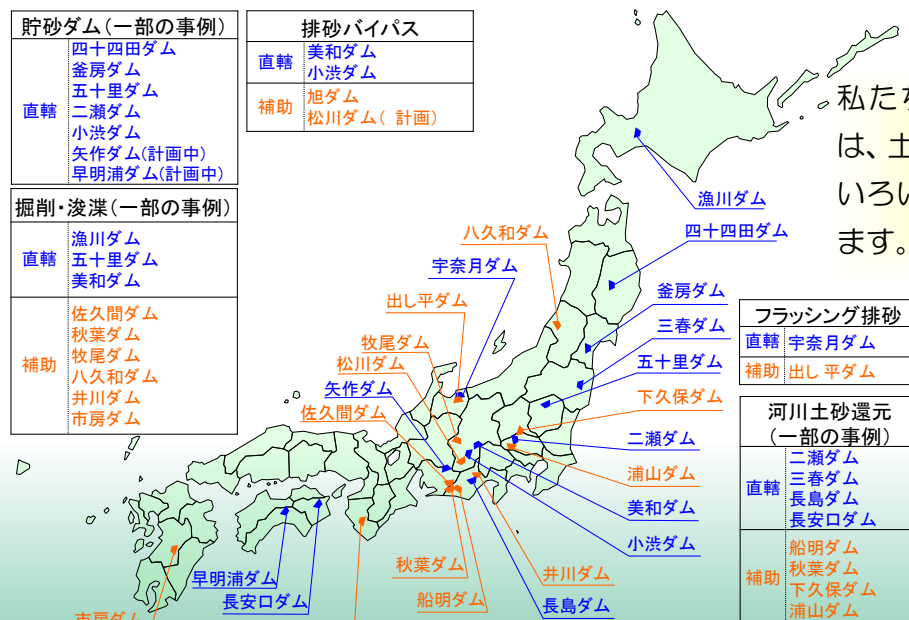 貯砂ダム(一部の事例)
直轄
四十四田ダム
釜房ダム
五十里ダム
二瀬ダム
小渋ダム
矢作ダム(計画中)
早明浦ダム(計画中)
排砂バイパス
直轄
美和ダム
小渋ダム
補助
旭ダム
松川ダム( 計画)
掘削・浚渫(一部の事例)
直轄
漁川ダム
五十里ダム
美和ダム
補助
佐久間ダム
秋葉ダム
牧尾ダム
八久和ダム
井川ダム
市房ダム
私たち
は、土
いろい
ます。
漁川ダム
八久和ダム
四十四田ダム
宇奈月ダム
出し平ダム
釜房ダム
三春ダム
牧尾ダム
松川ダム
五十里ダム
矢作ダム
下久保ダム
佐久間ダム
二瀬ダム
浦山ダム
美和ダム
小渋ダム
秋葉ダム
井川ダム
早明浦ダム
長安口ダム
船明ダム
長島ダム
市房ダム
フラッシング排砂
直轄 宇奈月ダム
補助 出し平ダム
河川土砂還元
(一部の事例)
直轄
二瀬ダム
三春ダム
長島ダム
長安口ダム
補助
船明ダム
秋葉ダム
下久保ダム
浦山ダム